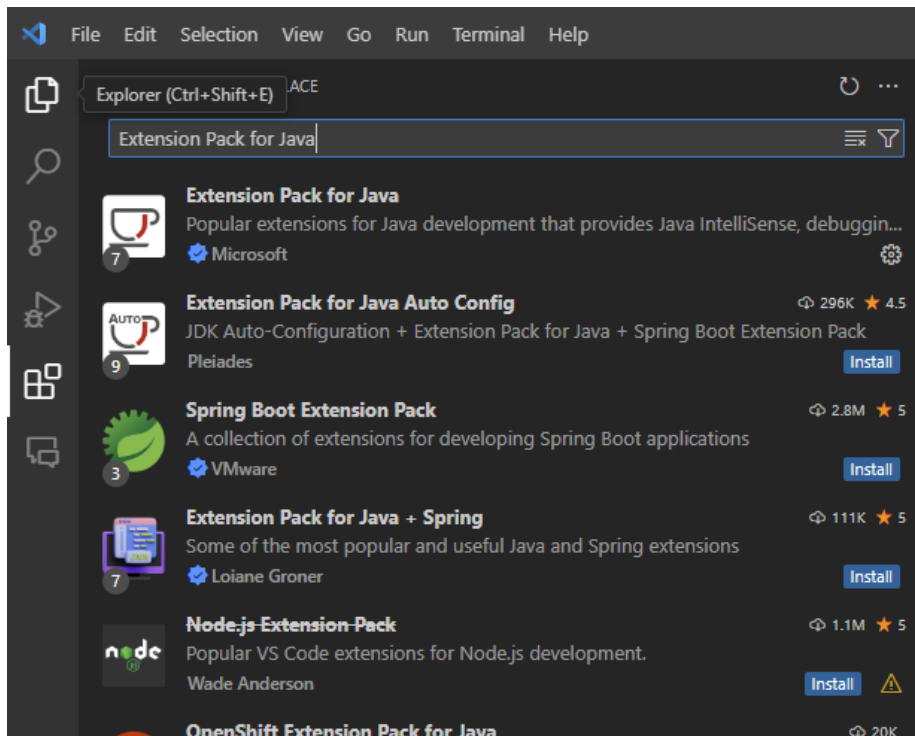 File Edit Selection View Go Run Terminal Help
Explorer (Ctrl+Shift+E)
LACE
Extension Pack for Java
Extension Pack for Java
Popular extensions for Java development that provides Java IntelliSense, debuggin...
7
Microsoft
Extension Pack for Java Auto Config 296K 4.5
AUTO
JDK Auto-Configuration + Extension Pack for Java + Spring Boot Extension Pack
9
Pleiades Install
Spring Boot Extension Pack 2.8M 5
A collection of extensions for developing Spring Boot applications
3
VMware Install
Extension Pack for Java + Spring 111K 5
Some of the most popular and useful Java and Spring extensions
7
Loiane Groner Install
Node.js Extension Pack 1.1M 5
node
JS
Popular VS Code extensions for Node.js development.
Wade Anderson Install
OpenShift Extension Pack for Java 20K